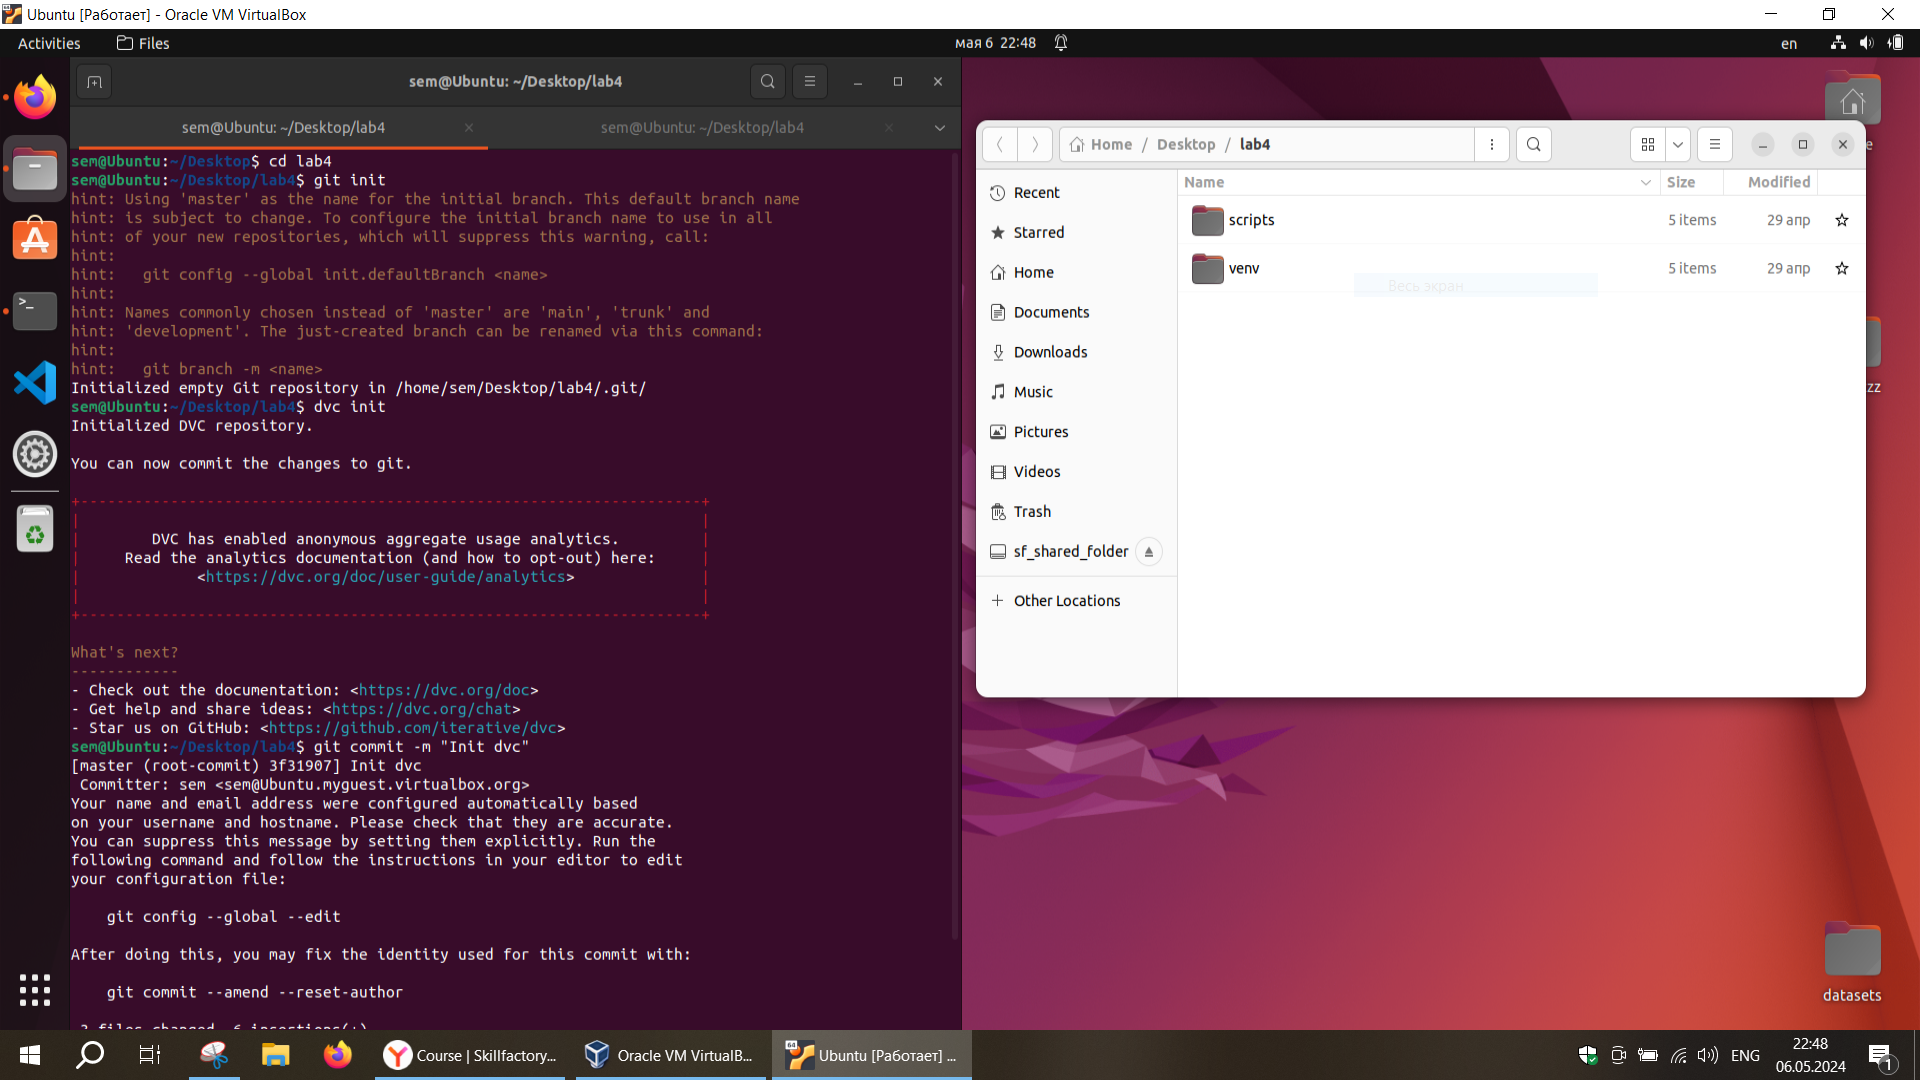 Ubuntu [Работает] - Oracle VM VirtualBox
Activities
Files
мая 6 22:48
en
sem@Ubuntu: ~/Desktop/lab4
sem@Ubuntu: ~/Desktop/lab4
sem@Ubuntu: ~/Desktop/lab4
sem@Ubuntu:~/Desktop$ cd lab4
sem@Ubuntu:~/Desktop/lab4$ git init
hint: Using 'master' as the name for the initial branch. This default branch name
hint: is subject to change. To configure the initial branch name to use in all
hint: of your new repositories, which will suppress this warning, call:
hint:
hint:   git config --global init.defaultBranch <name>
hint:
hint: Names commonly chosen instead of 'master' are 'main', 'trunk' and
hint: 'development'. The just-created branch can be renamed via this command:
hint:
hint:   git branch -m <name>
Initialized empty Git repository in /home/sem/Desktop/lab4/.git/
sem@Ubuntu:~/Desktop/lab4$ dvc init
Initialized DVC repository.
You can now commit the changes to git.
+---------------------------------------------------------------------+
DVC has enabled anonymous aggregate usage analytics.
Read the analytics documentation (and how to opt-out) here:
<https://dvc.org/doc/user-guide/analytics>
+---------------------------------------------------------------------+
What's next?
------------
- Check out the documentation: <https://dvc.org/doc>
- Get help and share ideas: <https://dvc.org/chat>
- Star us on GitHub: <https://github.com/iterative/dvc>
sem@Ubuntu:~/Desktop/lab4$ git commit -m "Init dvc"
[master (root-commit) 3f31907] Init dvc
Committer: sem <sem@Ubuntu.myguest.virtualbox.org>
Your name and email address were configured automatically based
on your username and hostname. Please check that they are accurate.
You can suppress this message by setting them explicitly. Run the
following command and follow the instructions in your editor to edit
your configuration file:
git config --global --edit
After doing this, you may fix the identity used for this commit with:
git commit --amend --reset-author
3 files changed, 6 insertions(+)
Home / Desktop / lab4
Recent
Starred
Home
Documents
Downloads
Music
Pictures
Videos
Trash
sf_shared_folder
Other Locations
Name Size Modified
scripts 5 items 29 апр
venv 5 items 29 апр
Весь экран
e
zz
datasets
Course | Skillfactory...
Oracle VM VirtualB...
64
Ubuntu [Работает] ...
ENG
22:48
06.05.2024
1